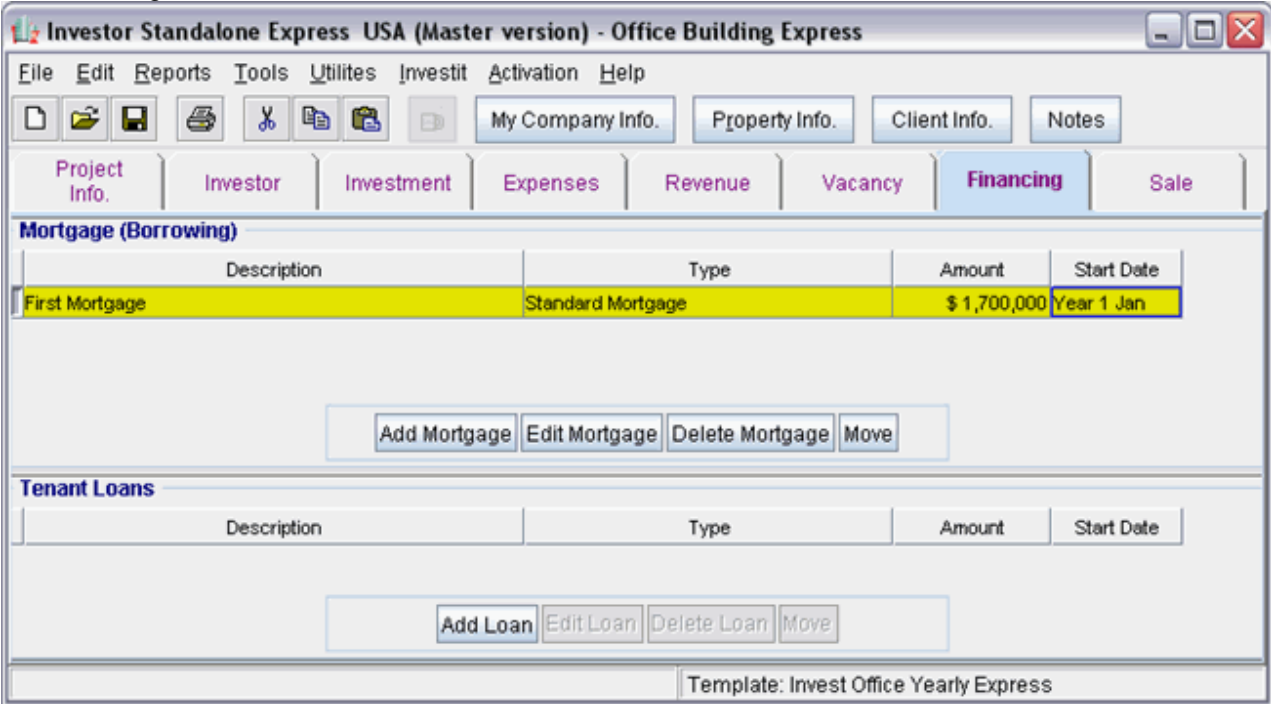 Investor Standalone Express USA (Master version) - Office Building Express
File Edit Reports Tools Utilites Investit Activation Help
My Company Info. Property Info. Client Info. Notes
Project Info. Investor Investment Expenses Revenue Vacancy Financing Sale
Mortgage (Borrowing)
Description Type Amount Start Date
First Mortgage Standard Mortgage $ 1,700,000 Year 1 Jan
Add Mortgage Edit Mortgage Delete Mortgage Move
Tenant Loans
Description Type Amount Start Date
Add Loan Edit Loan Delete Loan Move
Template: Invest Office Yearly Express